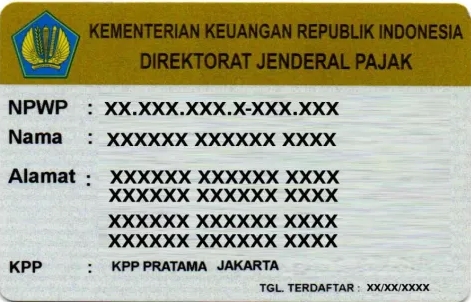 KEMENTERIAN KEUANGAN REPUBLIK INDONESIA
DIREKTORAT JENDERAL PAJAK
NPWP : XX.XXX.XXX.X-XXX.XXX
Nama : XXXXXX XXXXXX XXXX
Alamat : XXXXXX XXXXXX XXXX
XXXXXX XXXXXX XXXX
XXXXXX XXXXXX XXXX
XXXXXX XXXXXX XXXX
KPP : KPP PRATAMA JAKARTA
TGL. TERDAFTAR : XX/XX/XXXX